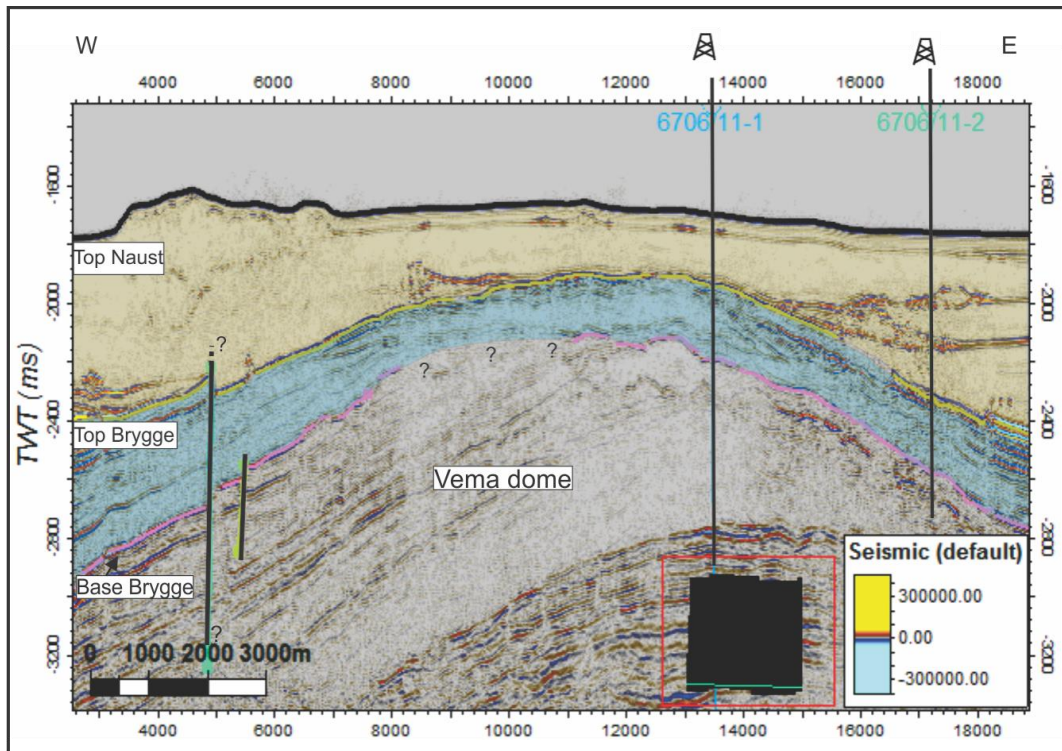 W E
4000 6000 8000 10000 12000 14000 16000 18000
6706/11-1 6706/11-2
-1600 -1600
Top Naust
-2000 -2000
?
? ? ?
TWT (ms)
-2400 -2400
Top Brygge
Vema dome
-2800 -2800
Seismic (default)
Base Brygge
300000.00
?
0.00
-3000 -3000
0 1000 2000 3000m
-300000.00
4000 6000 8000 10000 12000 14000 16000 18000